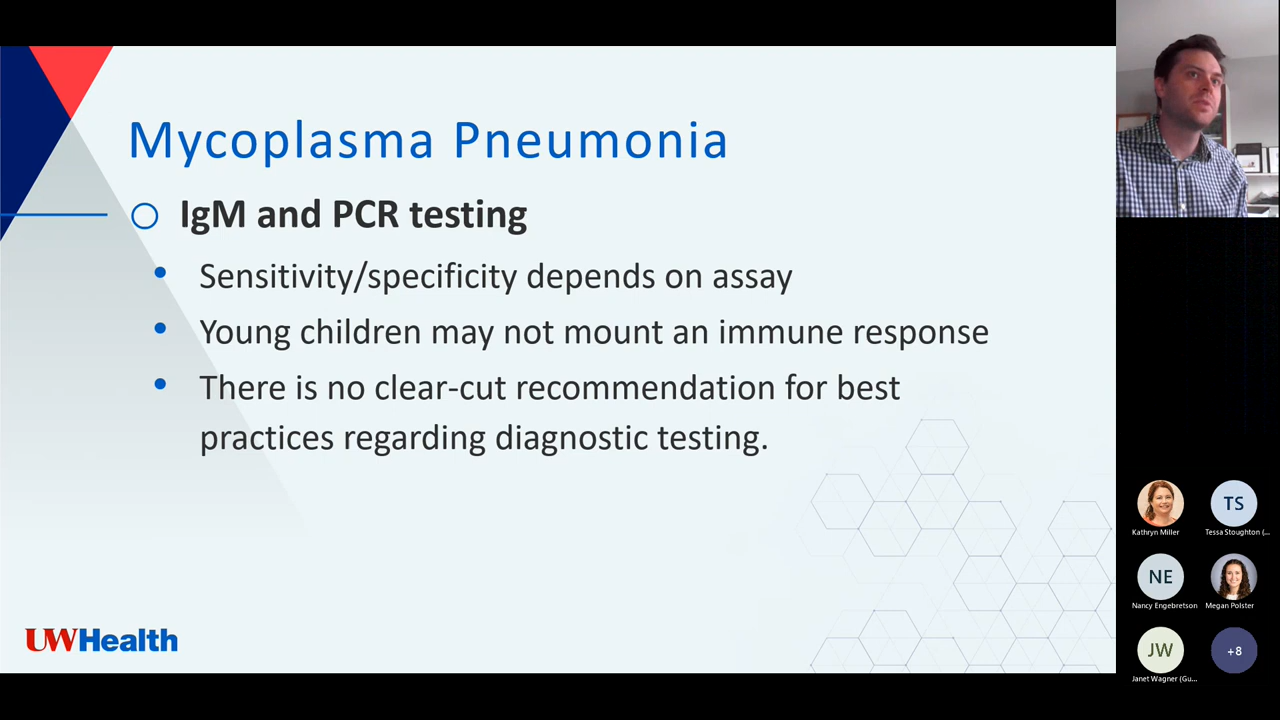 Mycoplasma Pneumonia
IgM and PCR testing
Sensitivity/specificity depends on assay
Young children may not mount an immune response
There is no clear-cut recommendation for best
practices regarding diagnostic testing.
UWHealth
TS
Kathryn Miller
Tessa Stoughton (...
NE
Nancy Engebretson
Megan Polster
JW
+8
Janet Wagner (Gu...